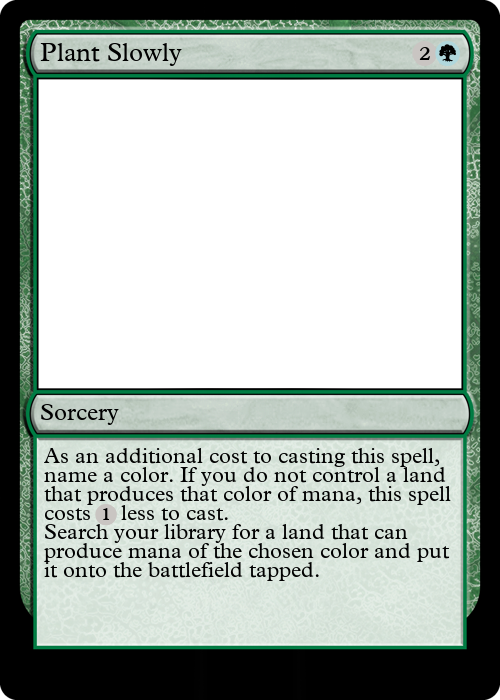 Plant Slowly 2
Sorcery
As an additional cost to casting this spell,
name a color. If you do not control a land
that produces that color of mana, this spell
costs 1 less to cast.
Search your library for a land that can
produce mana of the chosen color and put
it onto the battlefield tapped.